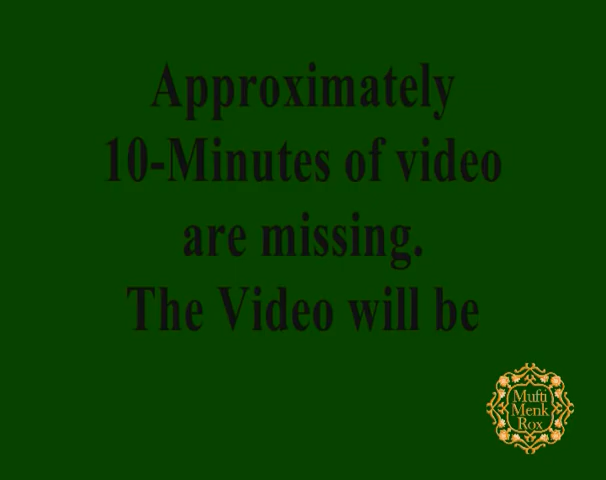 Approximately
10-Minutes of video
are missing.
The Video will be
Mufti
Menk
Rox